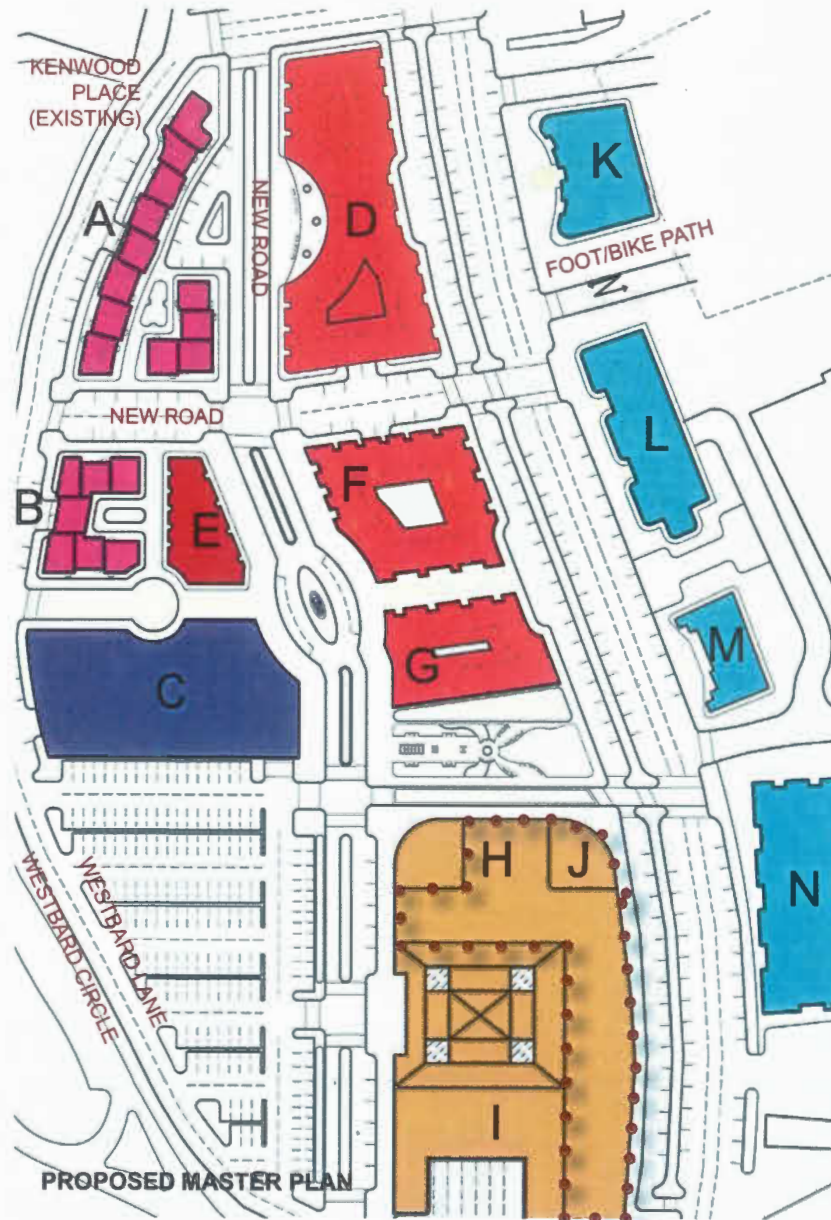 KENWOOD
PLACE
(EXISTING)
A
D
K
NEW ROAD
FOOT/BIKE PATH
NEW ROAD
L
B
E
F
C
G
M
H
J
N
WESTBARD LANE
WESTBARD CIRCLE
I
PROPOSED MASTER PLAN